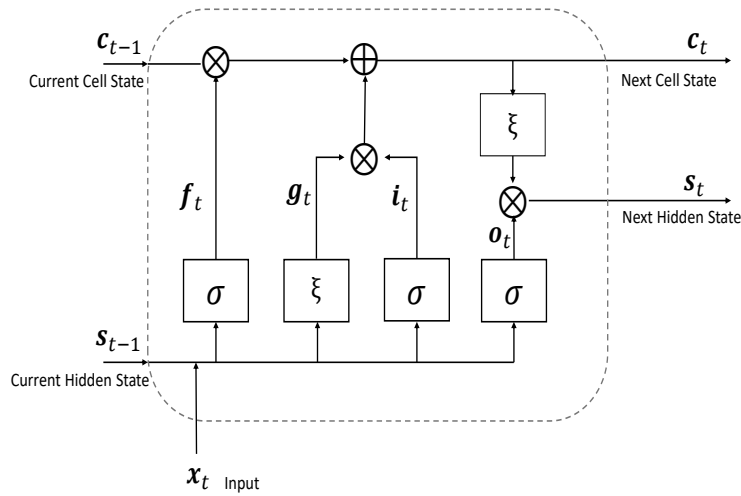 c_{t−1}
c_t
Current Cell State
Next Cell State
ξ
f_t
g_t
i_t
s_t
Next Hidden State
o_t
σ
ξ
σ
σ
s_{t−1}
Current Hidden State
x_t Input